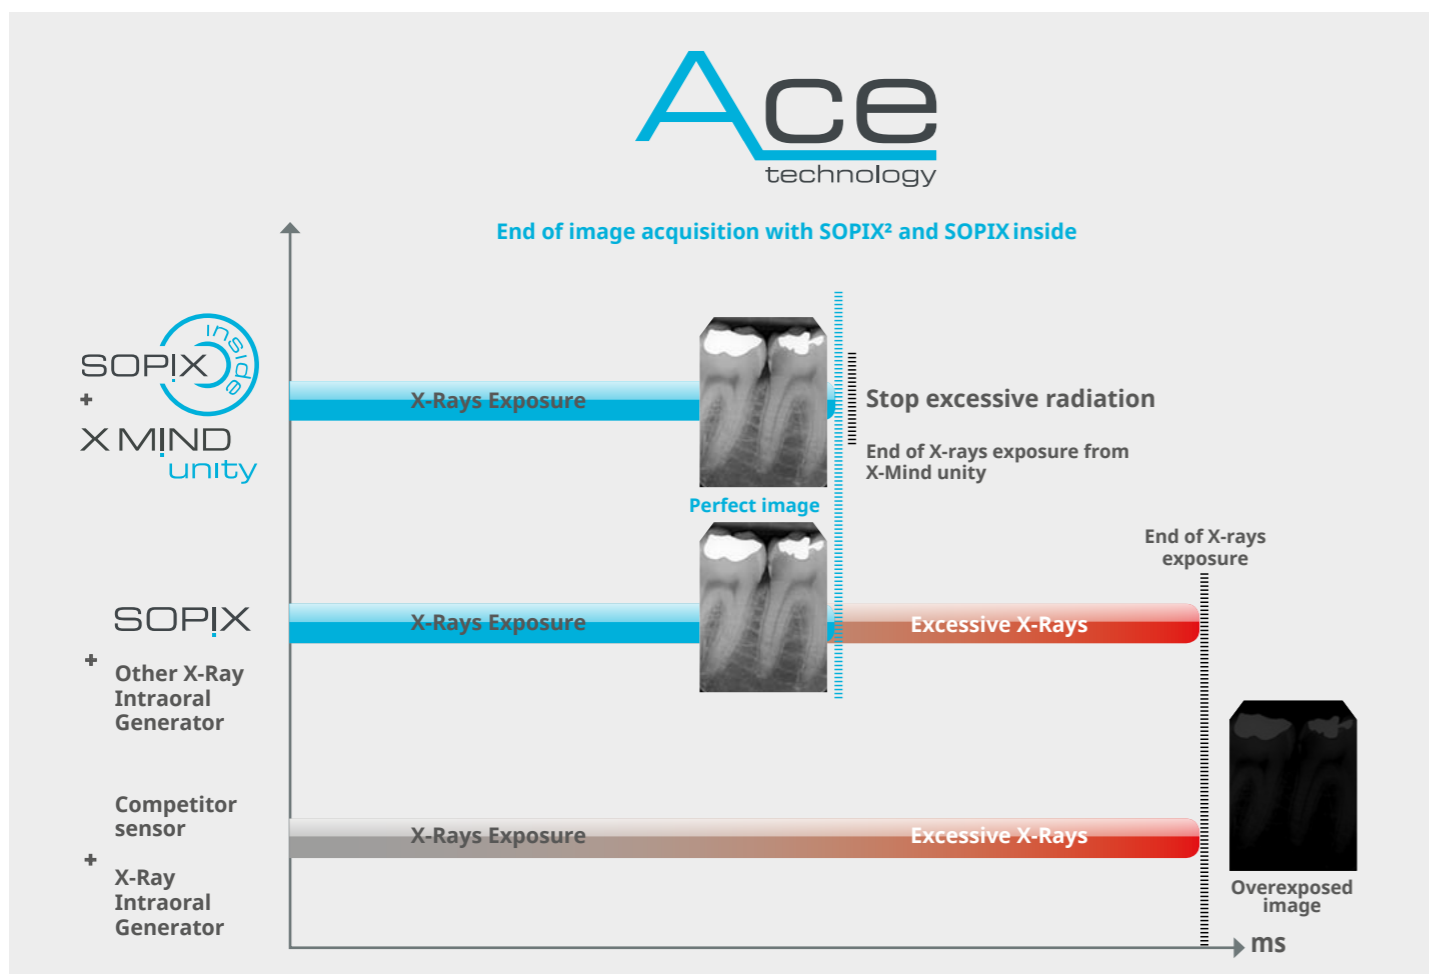 Ace
technology
End of image acquisition with SOPIX² and SOPIX inside
inside
SOPIX
+
X MIND
unity
X-Rays Exposure
Stop excessive radiation
End of X-rays exposure from
X-Mind unity
Perfect image
End of X-rays
exposure
SOPIX
+
Other X-Ray
Intraoral
Generator
X-Rays Exposure
Excessive X-Rays
Competitor
sensor
+
X-Ray
Intraoral
Generator
X-Rays Exposure
Excessive X-Rays
Overexposed
image
ms